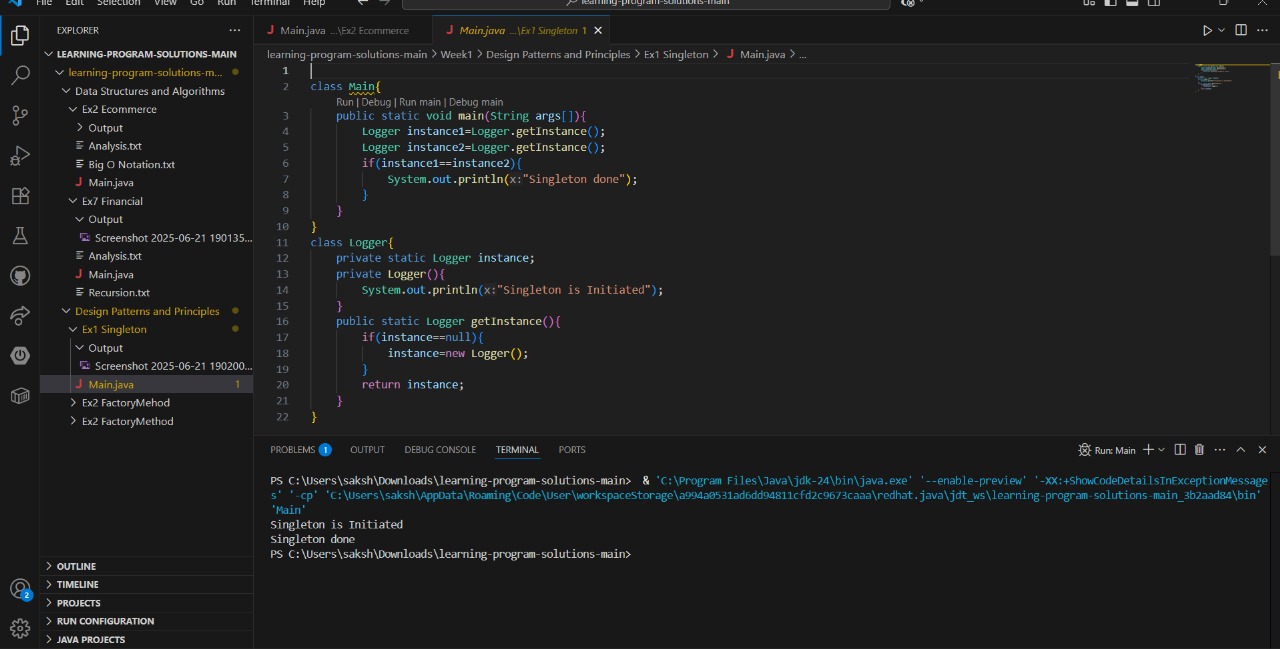 File Edit Selection View Go Run Terminal Help
learning-program-solutions-main
EXPLORER
LEARNING-PROGRAM-SOLUTIONS-MAIN
learning-program-solutions-m...
Data Structures and Algorithms
Ex2 Ecommerce
Output
Analysis.txt
Big O Notation.txt
Main.java
Ex7 Financial
Output
Screenshot 2025-06-21 190135...
Analysis.txt
Main.java
Recursion.txt
Design Patterns and Principles
Ex1 Singleton
Output
Screenshot 2025-06-21 190200...
Main.java 1
Ex2 FactoryMehod
Ex2 FactoryMethod
OUTLINE
TIMELINE
PROJECTS
RUN CONFIGURATION
JAVA PROJECTS
2
Main.java ...\Ex2 Ecommerce
Main.java ...\Ex1 Singleton 1
learning-program-solutions-main > Week1 > Design Patterns and Principles > Ex1 Singleton > Main.java > ...
1
2 class Main{
Run | Debug | Run main | Debug main
3 public static void main(String args[]){
4 Logger instance1=Logger.getInstance();
5 Logger instance2=Logger.getInstance();
6 if(instance1==instance2){
7 System.out.println(x:"Singleton done");
8 }
9 }
10 }
11 class Logger{
12 private static Logger instance;
13 private Logger(){
14 System.out.println(x:"Singleton is Initiated");
15 }
16 public static Logger getInstance(){
17 if(instance==null){
18 instance=new Logger();
19 }
20 return instance;
21 }
22 }
PROBLEMS 1 OUTPUT DEBUG CONSOLE TERMINAL PORTS
Run: Main
PS C:\Users\saksh\Downloads\learning-program-solutions-main> & 'C:\Program Files\Java\jdk-24\bin\java.exe' '--enable-preview' '-XX:+ShowCodeDetailsInExceptionMessage
s' '-cp' 'C:\Users\saksh\AppData\Roaming\Code\User\workspaceStorage\a994a0531ad6dd94811cfd2c9673caaa\redhat.java\jdt_ws\learning-program-solutions-main_3b2aad84\bin'
'Main'
Singleton is Initiated
Singleton done
PS C:\Users\saksh\Downloads\learning-program-solutions-main>